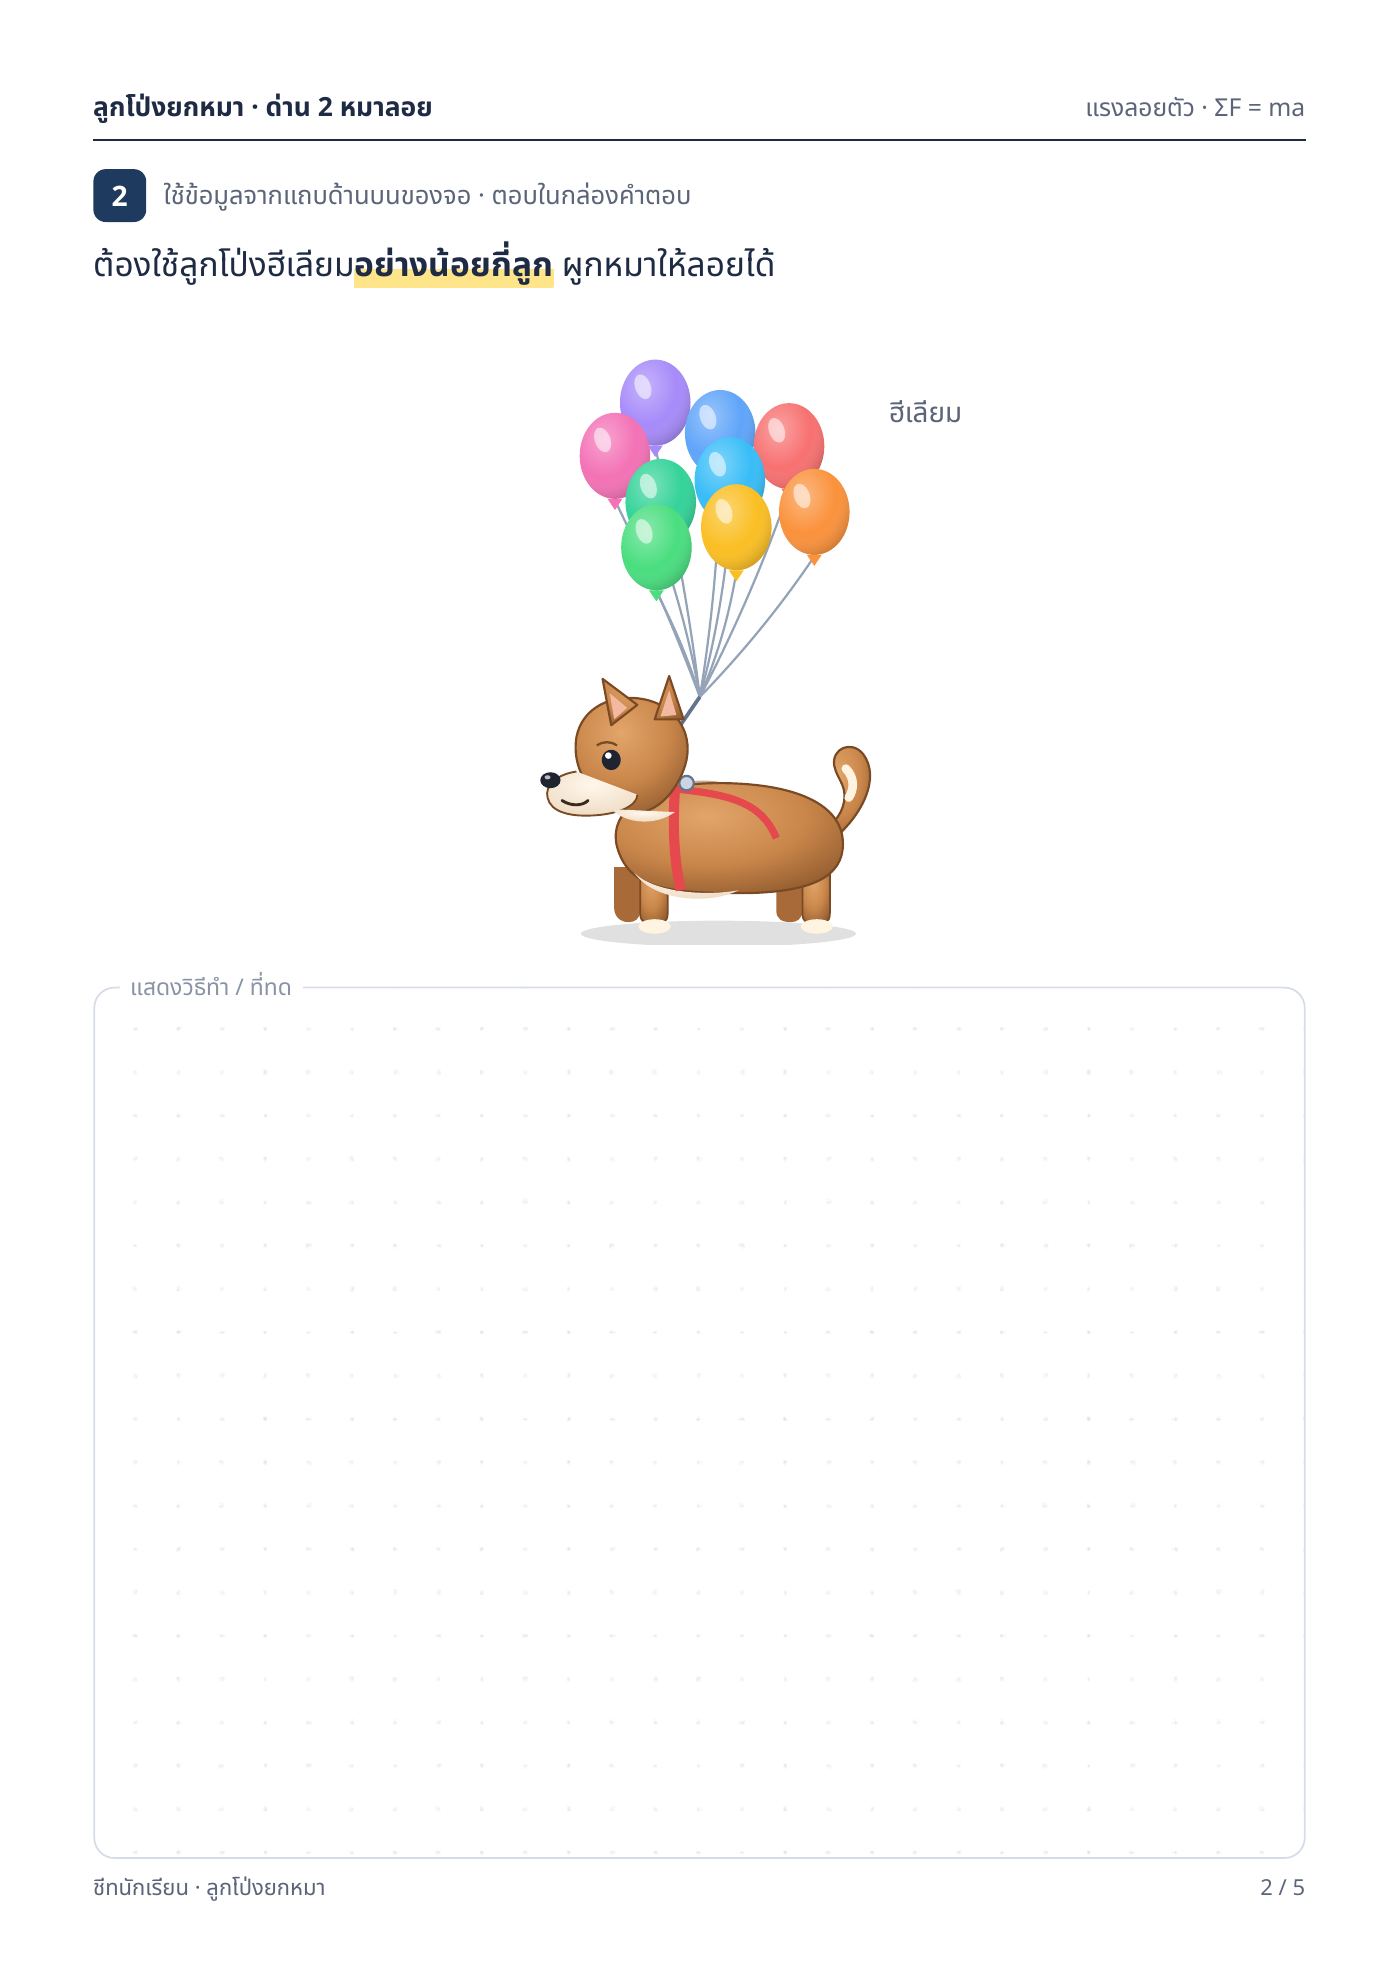 ลูกโป่งยกหมา · ด่าน 2 หมาลอย
แรงลอยตัว · ΣF = ma
2 ใช้ข้อมูลจากแถบด้านบนของจอ · ตอบในกล่องคำตอบ
ต้องใช้ลูกโป่งฮีเลียมอย่างน้อยกี่ลูก ผูกหมาให้ลอยได้
ฮีเลียม
แสดงวิธีทำ / ที่ทด
ชีทนักเรียน · ลูกโป่งยกหมา
2 / 5